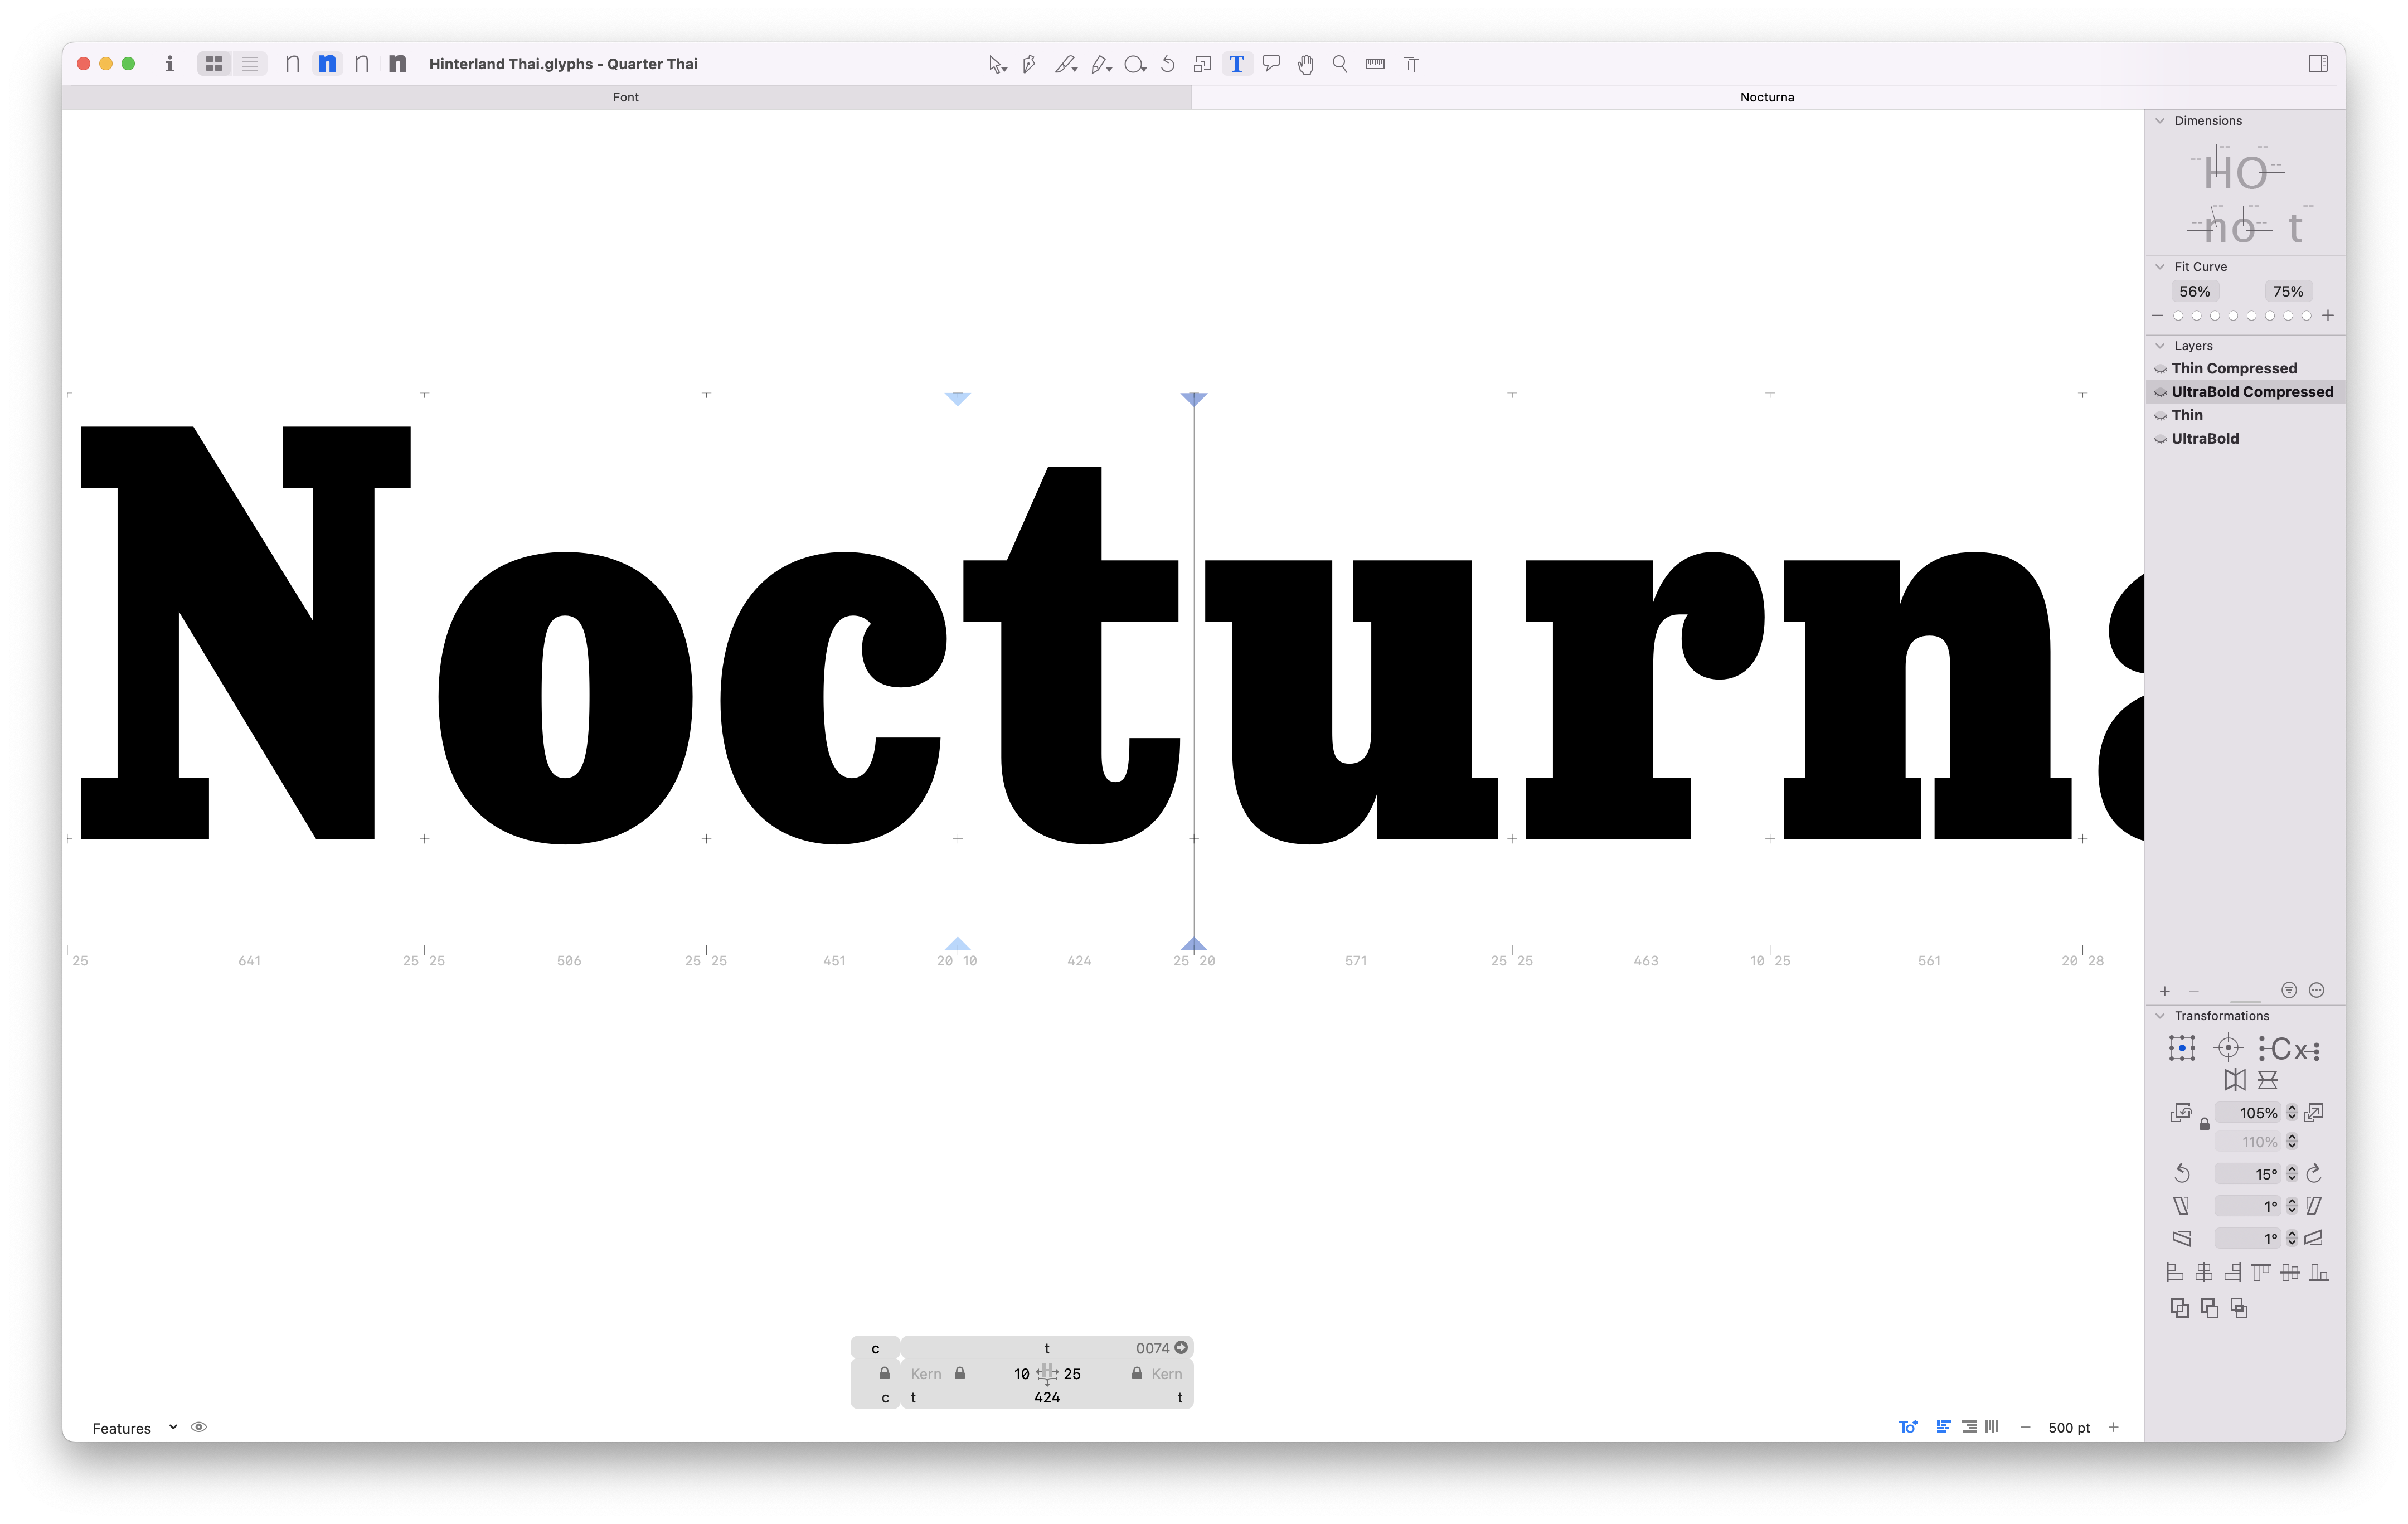 n n n n Hinterland Thai.glyphs - Quarter Thai T
Font Nocturna
Dimensions
HO
no t
Fit Curve
56% 75%
Layers
Thin Compressed
UltraBold Compressed
Thin
UltraBold
Nocturna
25 641 25 25 506 25 25 451 20 10 424 25 20 571 25 25 463 10 25 561 20 28
Transformations
Cx
105%
110%
15°
1°
1°
c t 0074
Kern 10 H 25 Kern
c t 424 t
Features 500 pt